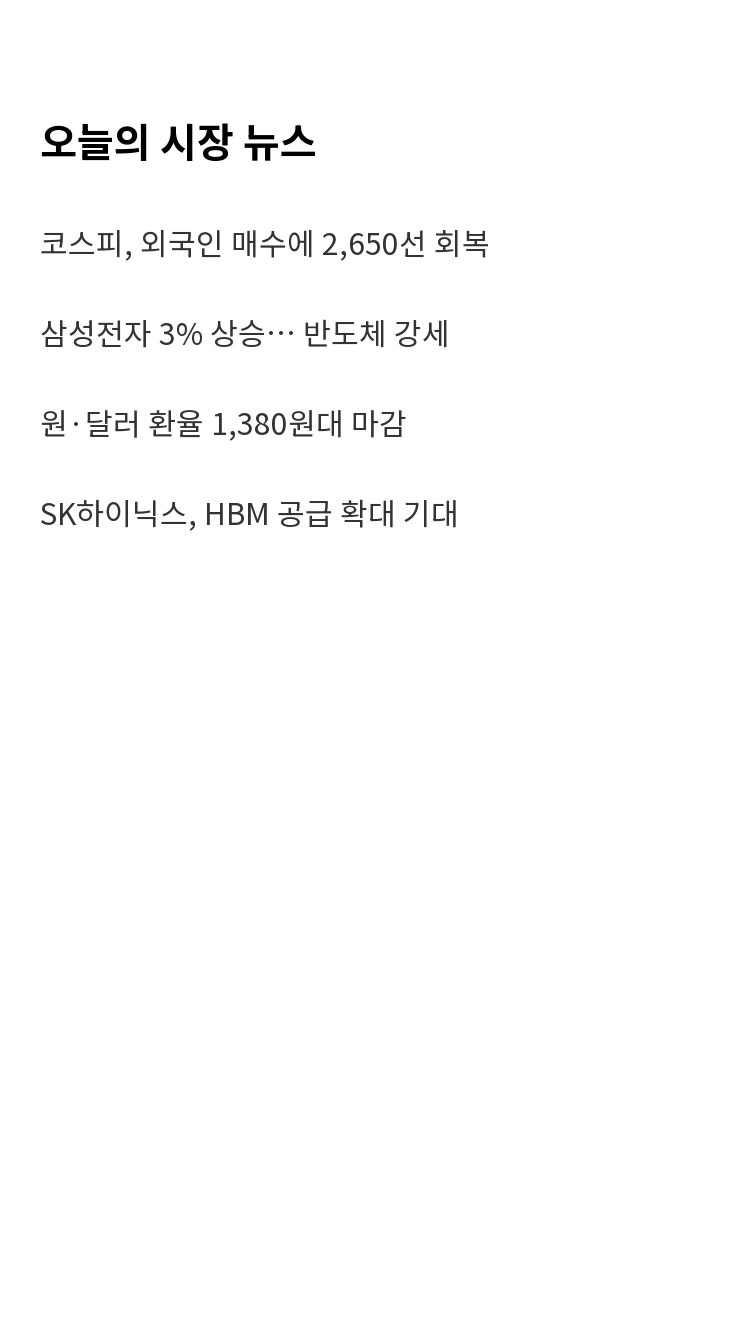 오늘의 시장 뉴스
코스피, 외국인 매수에 2,650선 회복
삼성전자 3% 상승… 반도체 강세
원·달러 환율 1,380원대 마감
SK하이닉스, HBM 공급 확대 기대